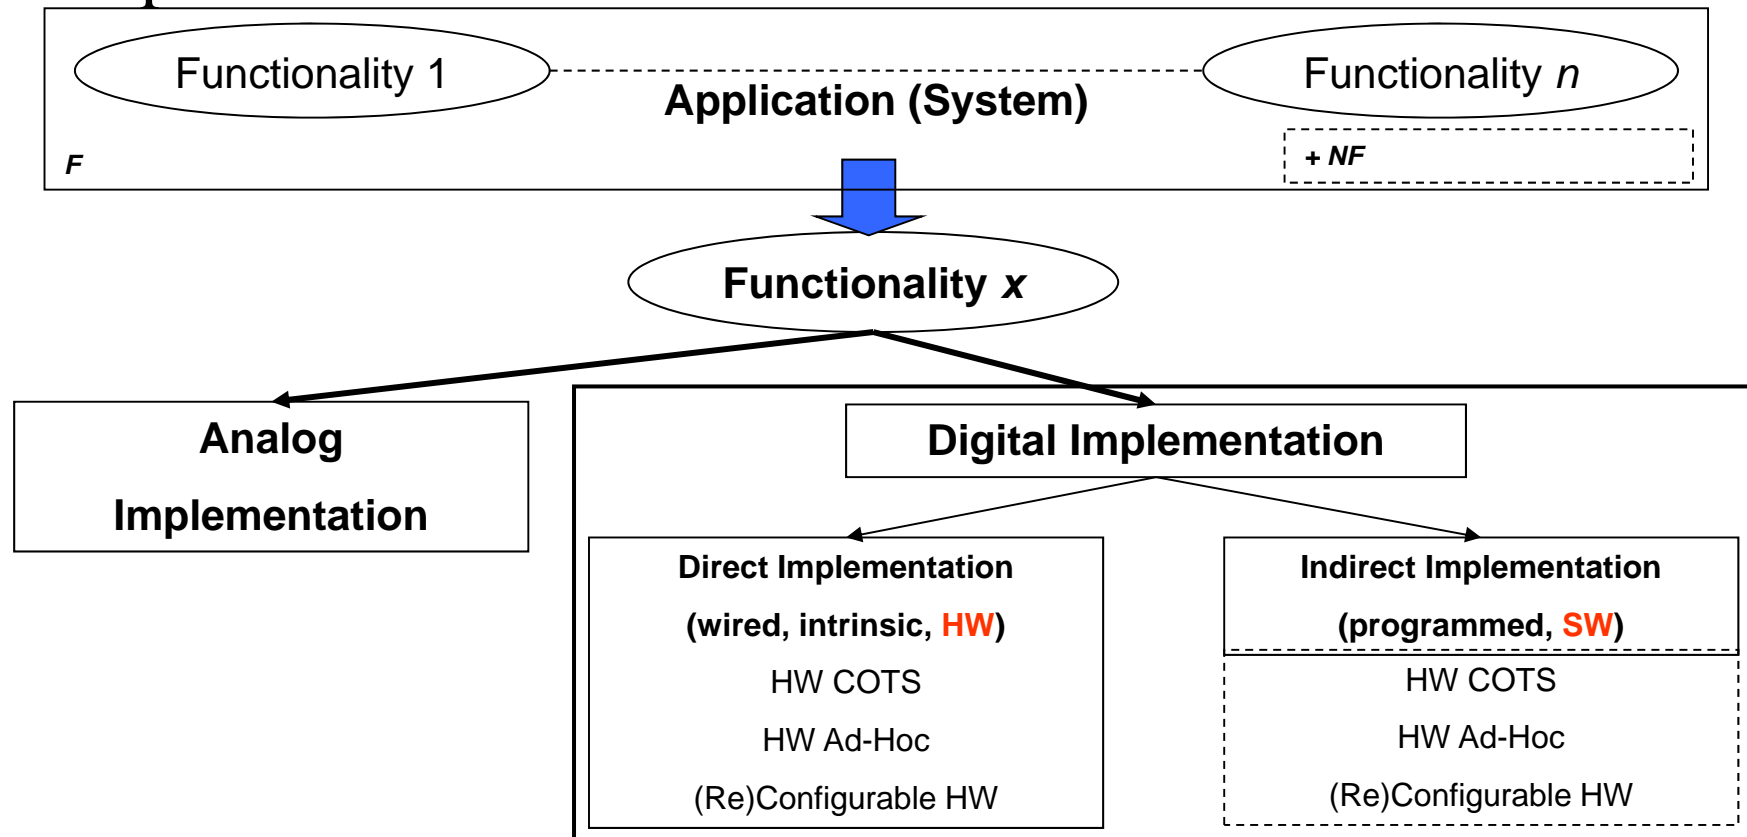 Functionality 1
Functionality n
Application (System)
F
+ NF
Functionality x
Analog
Implementation
Digital Implementation
Direct Implementation
(wired, intrinsic, HW)
HW COTS
HW Ad-Hoc
(Re)Configurable HW
Indirect Implementation
(programmed, SW)
HW COTS
HW Ad-Hoc
(Re)Configurable HW